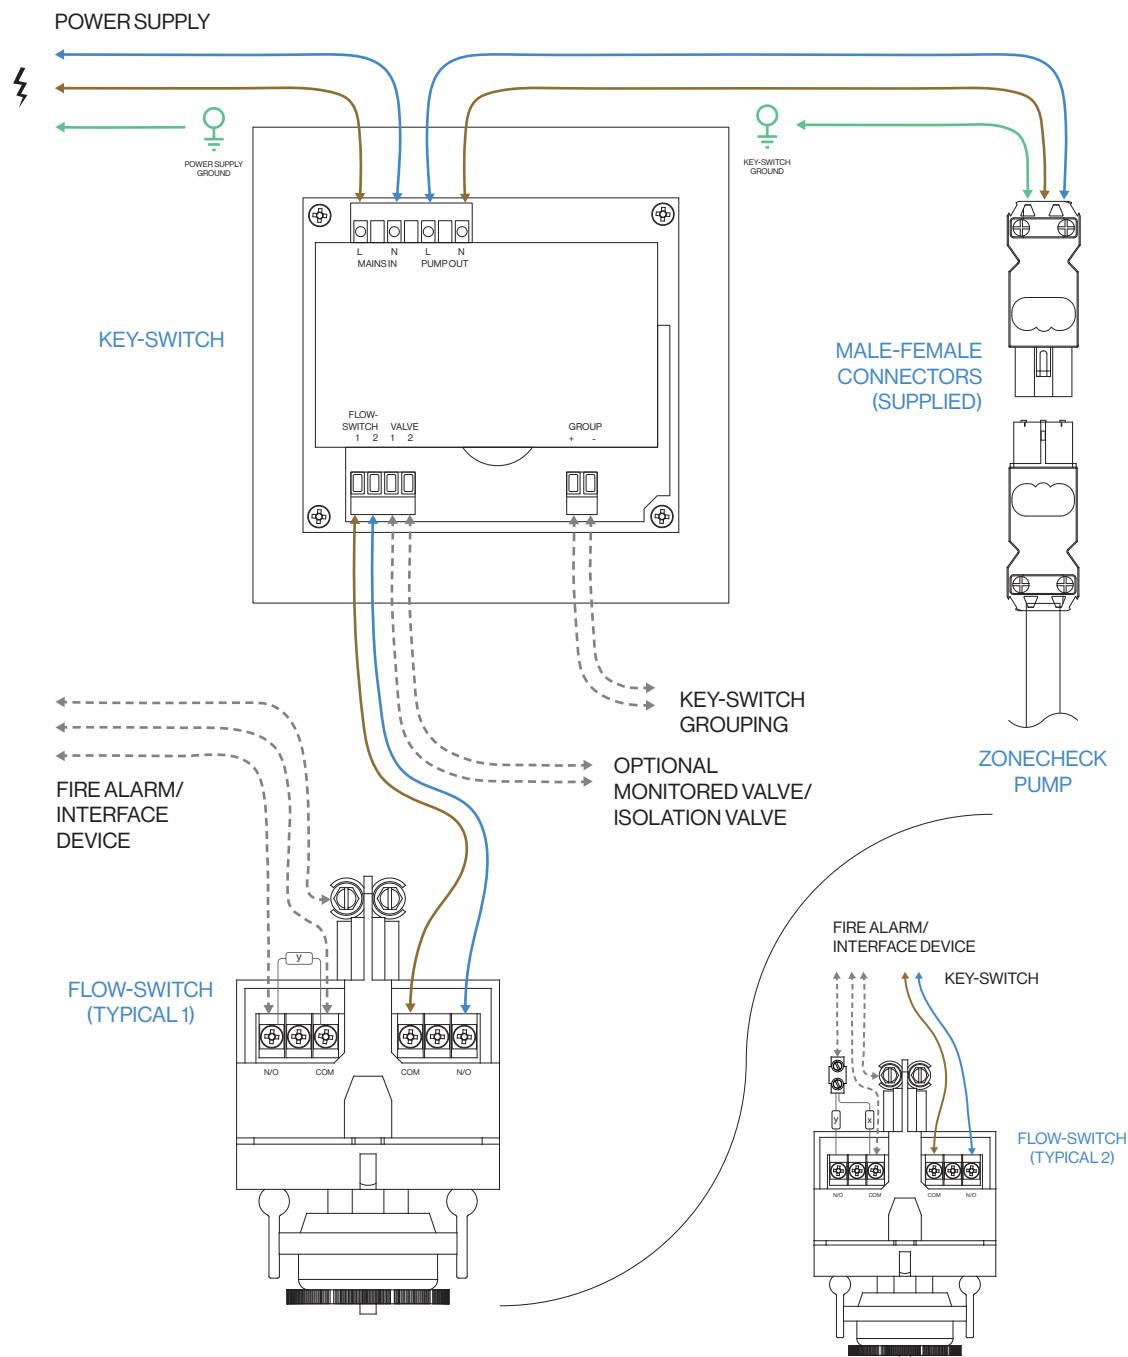 POWER SUPPLY
POWER SUPPLY
GROUND
KEY-SWITCH
GROUND
L N L N
MAINS IN PUMP OUT
KEY-SWITCH
MALE-FEMALE
CONNECTORS
(SUPPLIED)
FLOW-
SWITCH VALVE
1 2 1 2
GROUP
+ -
KEY-SWITCH
GROUPING
OPTIONAL
MONITORED VALVE/
ISOLATION VALVE
ZONECHECK
PUMP
FIRE ALARM/
INTERFACE
DEVICE
y
FLOW-SWITCH
(TYPICAL 1)
N/O COM COM N/O
FIRE ALARM/
INTERFACE DEVICE
KEY-SWITCH
y x
FLOW-SWITCH
(TYPICAL 2)
N/O COM COM N/O